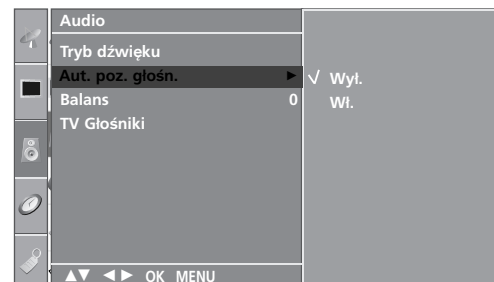 Audio
Tryb dźwięku
Aut. poz. głośn. ►
Balans 0
TV Głośniki
√ Wył.
Wł.
▲▼ ◄► OK MENU